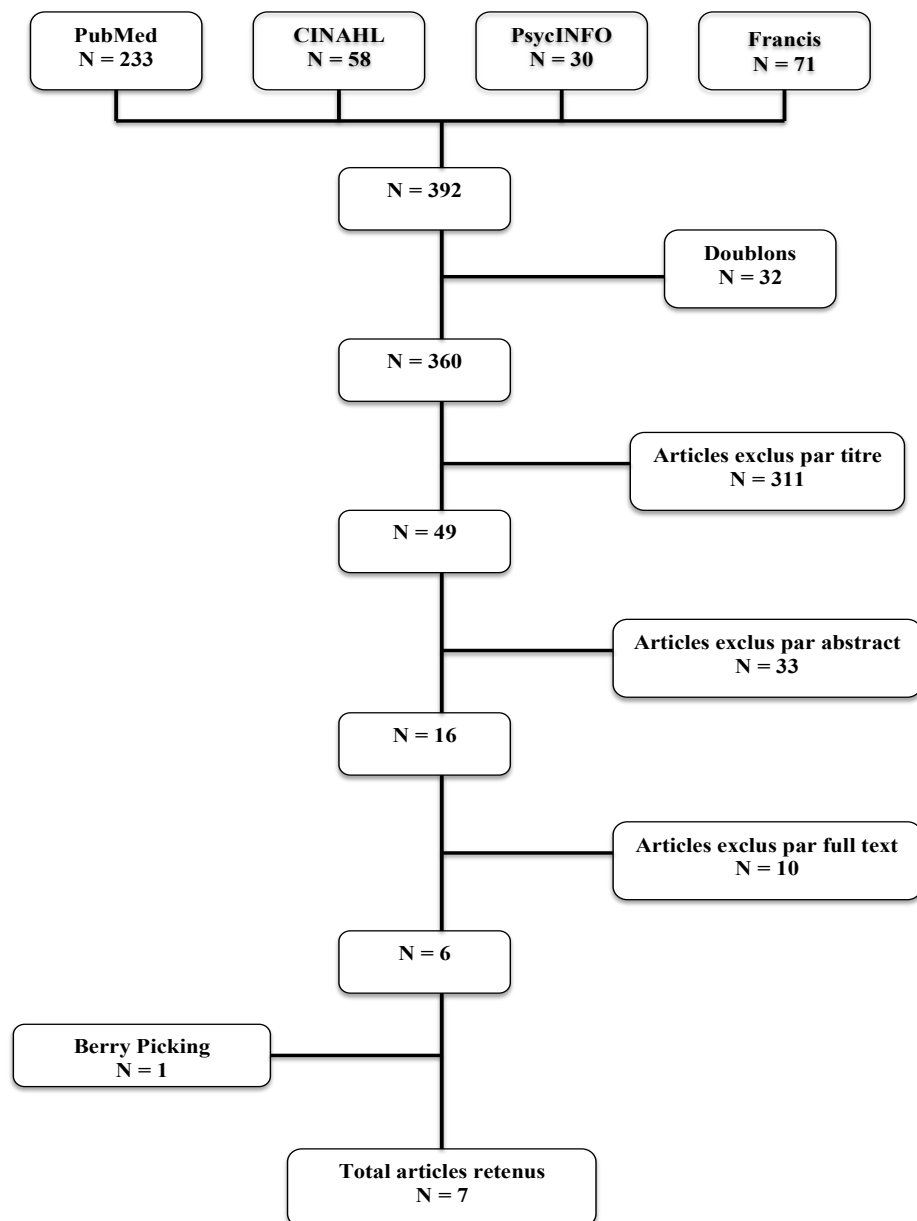 PubMed
N = 233
CINAHL
N = 58
PsycINFO
N = 30
Francis
N = 71
N = 392
Doublons
N = 32
N = 360
Articles exclus par titre
N = 311
N = 49
Articles exclus par abstract
N = 33
N = 16
Articles exclus par full text
N = 10
N = 6
Berry Picking
N = 1
Total articles retenus
N = 7